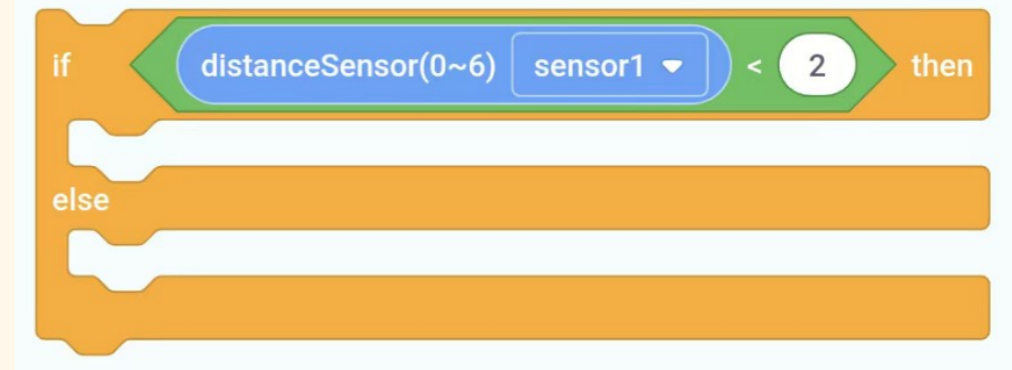 if distanceSensor(0~6) sensor1 < 2 then
else